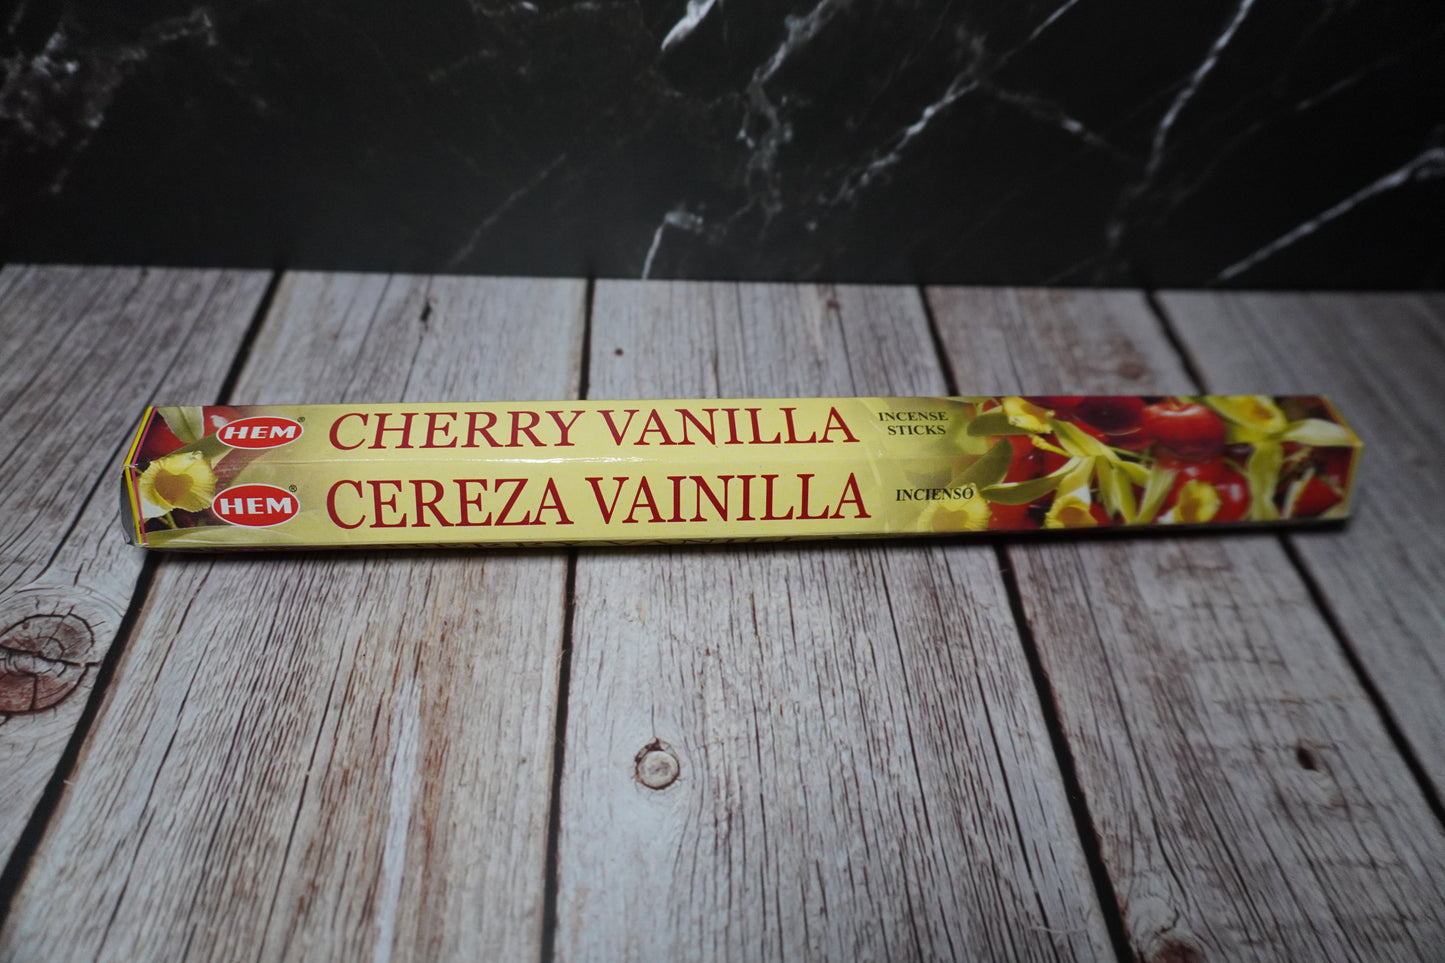 HEM®
CHERRY VANILLA
INCENSE
STICKS
HEM®
CEREZA VAINILLA
INCIENSO